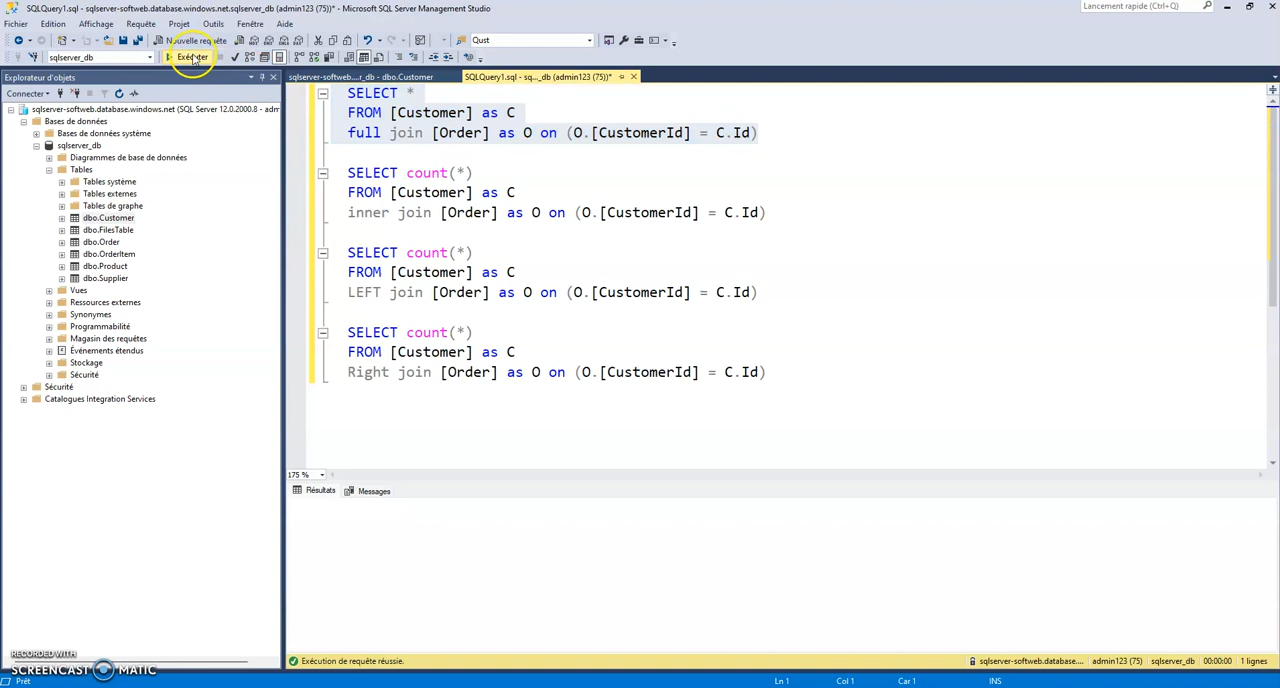 SQLQuery1.sql - sqlserver-softweb.database.windows.net.sqlserver_db (admin123 (75))* - Microsoft SQL Server Management Studio
Lancement rapide (Ctrl+Q)
Fichier Edition Affichage Requête Projet Outils Fenêtre Aide
Nouvelle requête Qust
sqlserver_db Exécuter
Explorateur d'objets
sqlserver-softweb....r_db - dbo.Customer
SQLQuery1.sql - sq..._db (admin123 (75))*
Connecter
sqlserver-softweb.database.windows.net (SQL Server 12.0.2000.8 - adm
Bases de données
Bases de données système
sqlserver_db
Diagrammes de base de données
Tables
Tables système
Tables externes
Tables de graphe
dbo.Customer
dbo.FilesTable
dbo.Order
dbo.OrderItem
dbo.Product
dbo.Supplier
Vues
Ressources externes
Synonymes
Programmabilité
Magasin des requêtes
Événements étendus
Stockage
Sécurité
Sécurité
Catalogues Integration Services
SELECT *
FROM [Customer] as C
full join [Order] as O on (O.[CustomerId] = C.Id)
SELECT count(*)
FROM [Customer] as C
inner join [Order] as O on (O.[CustomerId] = C.Id)
SELECT count(*)
FROM [Customer] as C
LEFT join [Order] as O on (O.[CustomerId] = C.Id)
SELECT count(*)
FROM [Customer] as C
Right join [Order] as O on (O.[CustomerId] = C.Id)
175 %
Résultats Messages
Exécution de requête réussie.
sqlserver-softweb.database.... admin123 (75) sqlserver_db 00:00:00 1 lignes
RECORDED WITH
SCREENCAST MATIC
Prêt Ln 1 Col 1 Car 1 INS